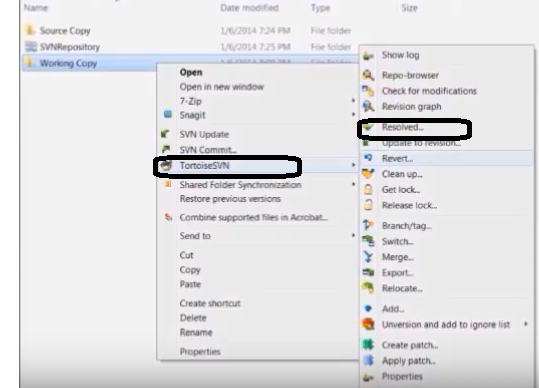 Name Date modified Type Size
Source Copy 1/6/2014 7:24 PM File folder
SVNRepository 1/6/2014 7:25 PM File folder
Working Copy
Open
Open in new window
7-Zip
Snagit
SVN Update
SVN Commit...
TortoiseSVN
Shared Folder Synchronization
Restore previous versions
Combine supported files in Acrobat...
Send to
Cut
Copy
Paste
Create shortcut
Delete
Rename
Properties
Show log
Repo-browser
Check for modifications
Revision graph
Resolved...
Update to revision...
Revert...
Clean up...
Get lock...
Release lock...
Branch/tag...
Switch...
Merge...
Export...
Relocate...
Add...
Unversion and add to ignore list
Create patch...
Apply patch...
Properties